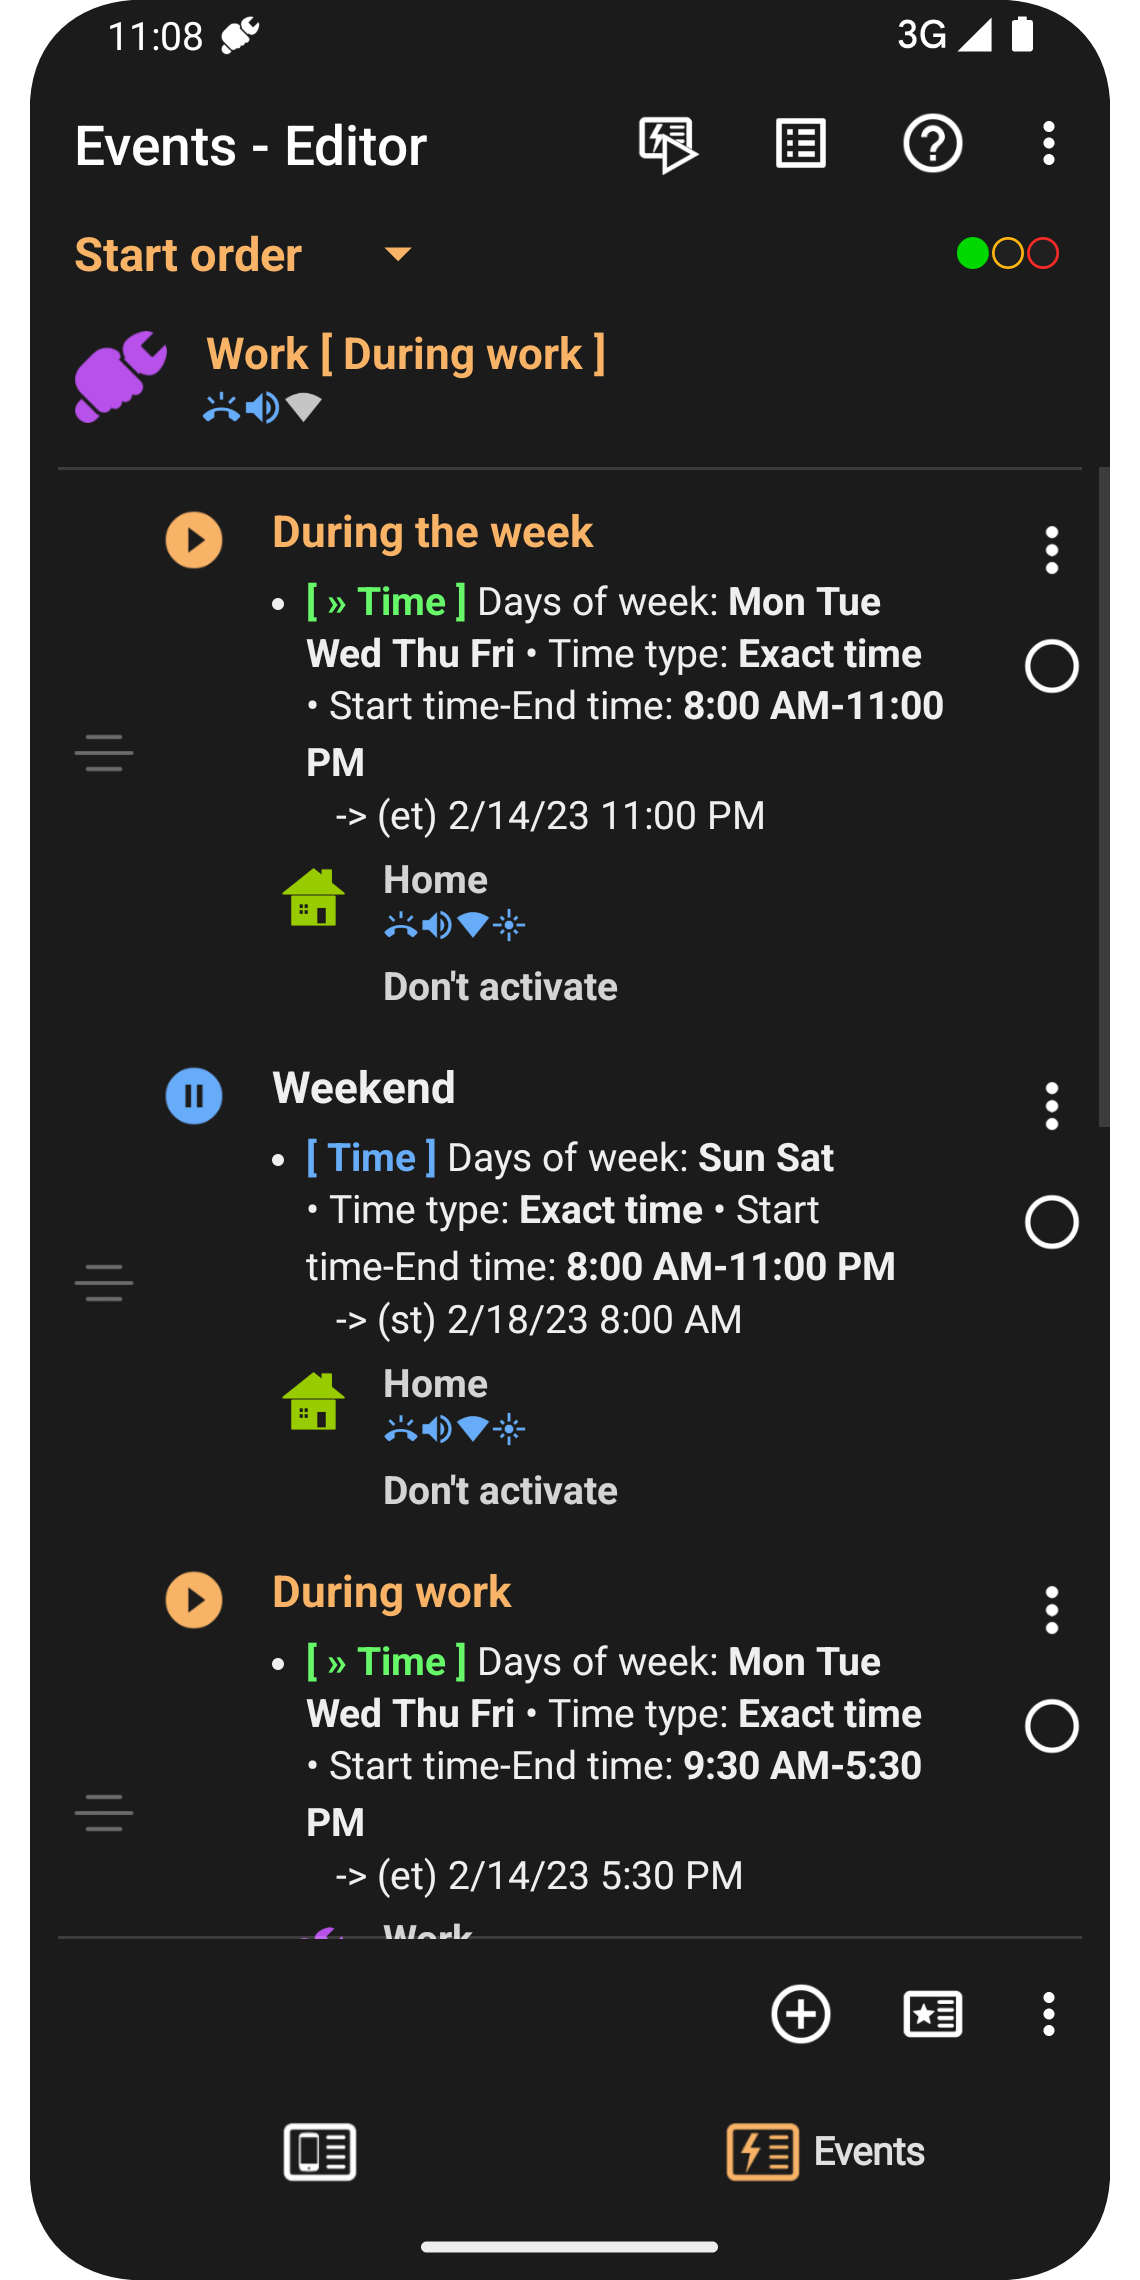 11:08
3G
Events - Editor
Start order
Work [ During work ]
During the week
• [ » Time ] Days of week: Mon Tue
Wed Thu Fri • Time type: Exact time
• Start time-End time: 8:00 AM-11:00
PM
-> (et) 2/14/23 11:00 PM
Home
Don't activate
Weekend
• [ Time ] Days of week: Sun Sat
• Time type: Exact time • Start
time-End time: 8:00 AM-11:00 PM
-> (st) 2/18/23 8:00 AM
Home
Don't activate
During work
• [ » Time ] Days of week: Mon Tue
Wed Thu Fri • Time type: Exact time
• Start time-End time: 9:30 AM-5:30
PM
-> (et) 2/14/23 5:30 PM
Work
Events